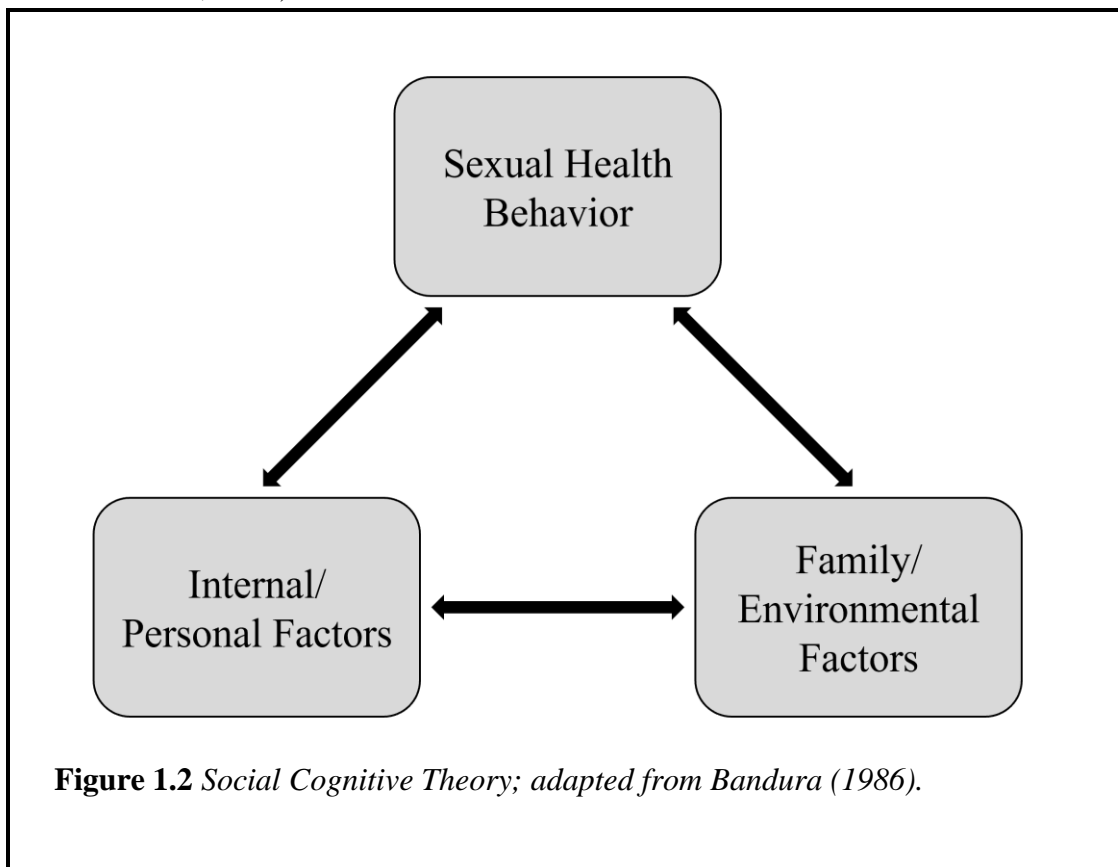 Sexual Health
Behavior
Internal/
Personal Factors
Family/
Environmental
Factors
Figure 1.2 Social Cognitive Theory; adapted from Bandura (1986).